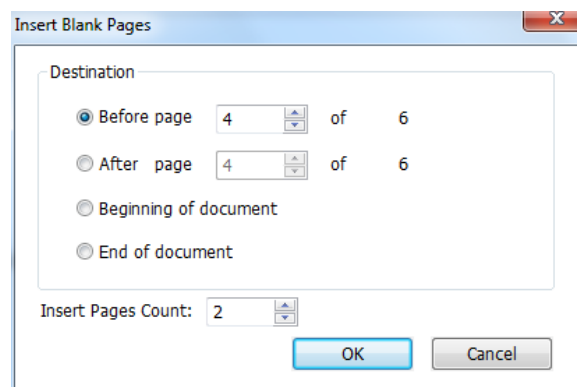 Insert Blank Pages
Destination
Before page 4 of 6
After page 4 of 6
Beginning of document
End of document
Insert Pages Count: 2
OK Cancel